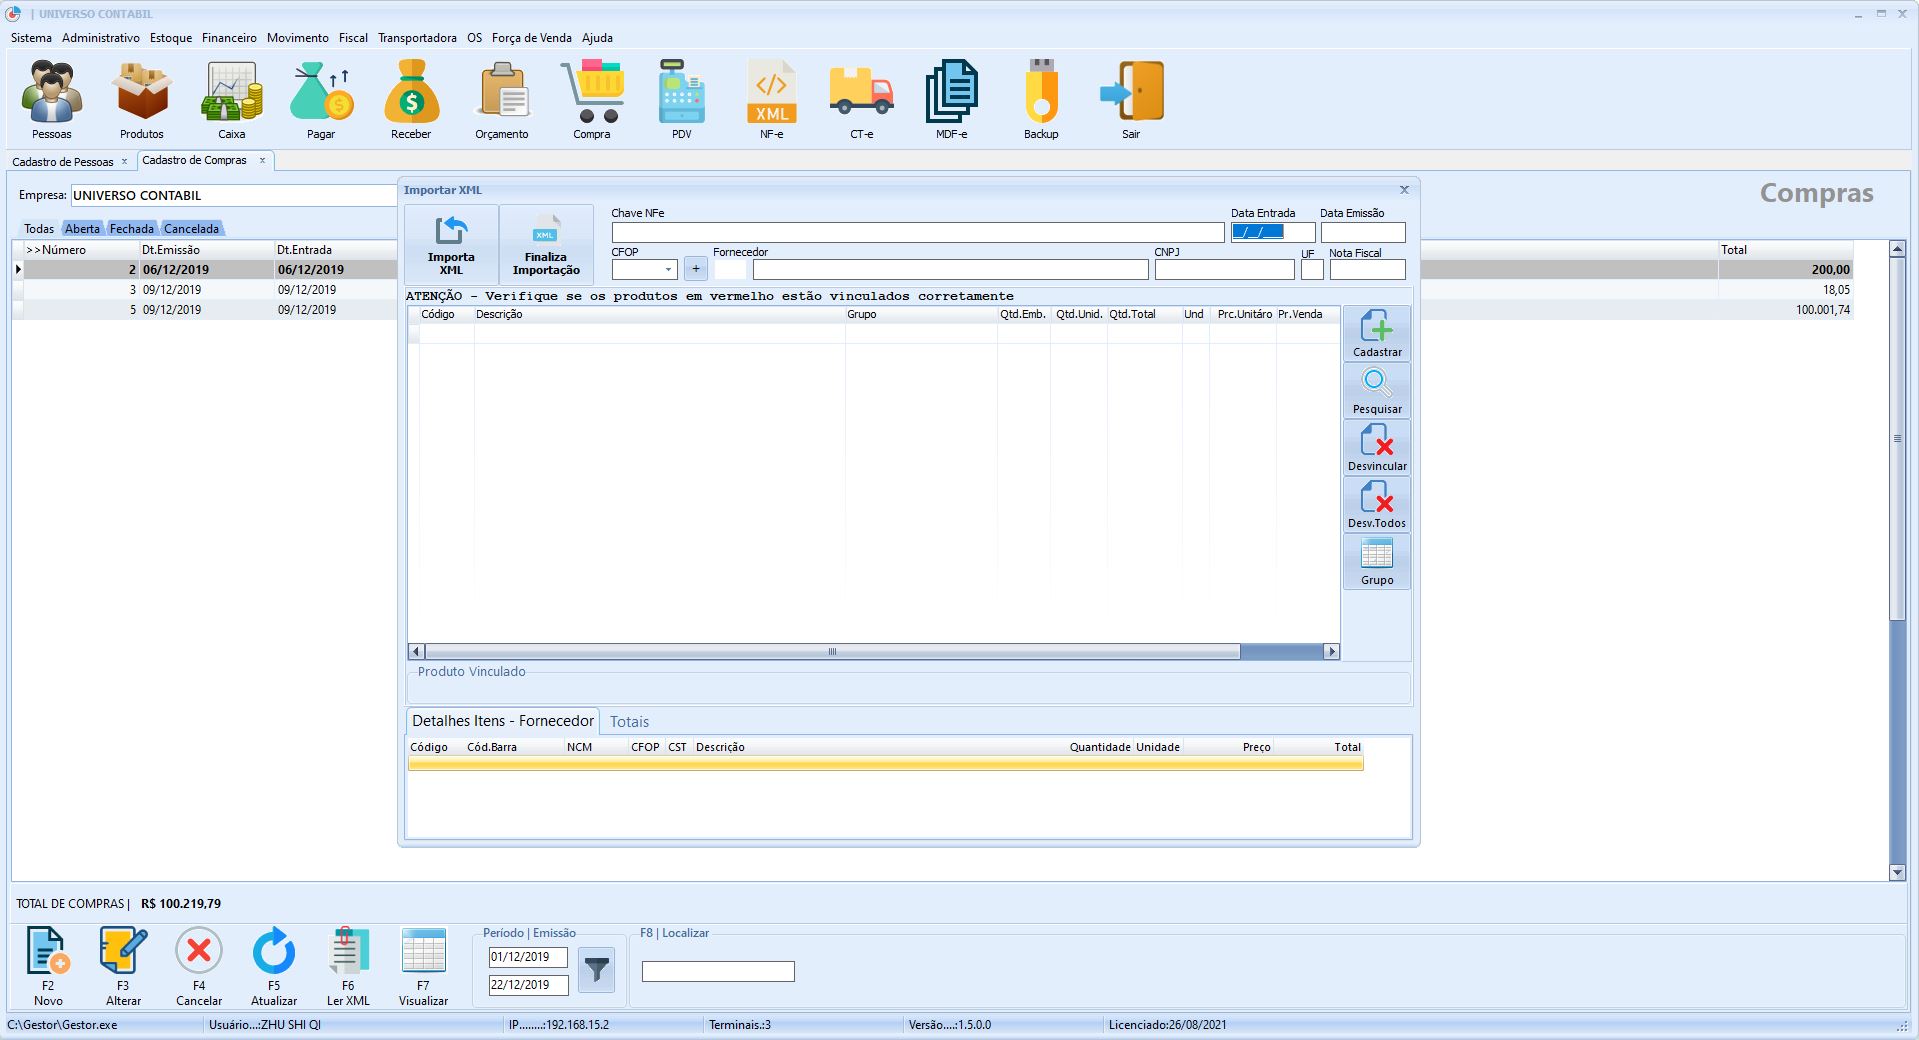 | UNIVERSO CONTABIL
Sistema Administrativo Estoque Financeiro Movimento Fiscal Transportadora OS Força de Venda Ajuda
XML
Pessoas Produtos Caixa Pagar Receber Orçamento Compra PDV NF-e CT-e MDF-e Backup Sair
Cadastro de Pessoas x Cadastro de Compras x
Empresa: UNIVERSO CONTABIL
Compras
Todas Aberta Fechada Cancelada
>>Número Dt.Emissão Dt.Entrada Total
2 06/12/2019 06/12/2019 200,00
3 09/12/2019 09/12/2019 18,05
5 09/12/2019 09/12/2019 100.001,74
Importar XML
XML
Importa XML
Finaliza Importação
Chave NFe Data Entrada Data Emissão
_/_/__
CFOP Fornecedor CNPJ UF Nota Fiscal
+
ATENÇÃO - Verifique se os produtos em vermelho estão vinculados corretamente
Código Descrição Grupo Qtd.Emb. Qtd.Unid. Qtd.Total Und Prc.Unitáro Pr.Venda
Cadastrar
Pesquisar
Desvincular
Desv.Todos
Grupo
Produto Vinculado
Detalhes Itens - Fornecedor Totais
Código Cód.Barra NCM CFOP CST Descrição Quantidade Unidade Preço Total
TOTAL DE COMPRAS | R$ 100.219,79
F2 Novo
F3 Alterar
F4 Cancelar
F5 Atualizar
F6 Ler XML
F7 Visualizar
Período | Emissão
01/12/2019
22/12/2019
F8 | Localizar
C:\Gestor\Gestor.exe Usuário...:ZHU SHI QI IP.......:192.168.15.2 Terminais.:3 Versão....:1.5.0.0 Licenciado:26/08/2021